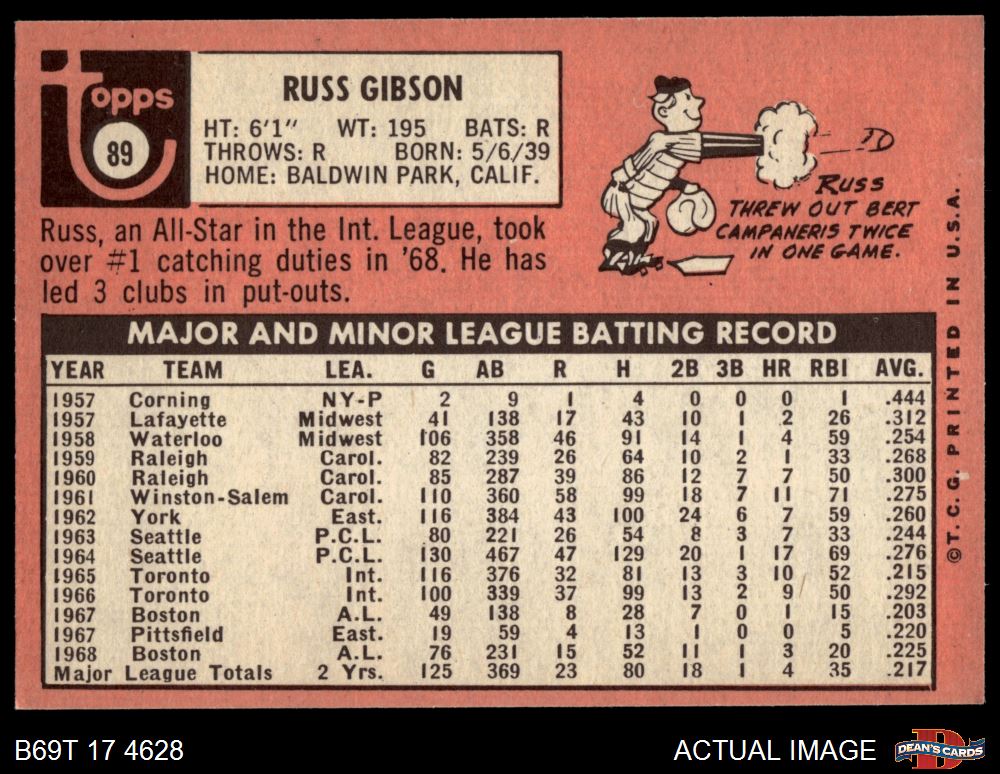 Topps
89
RUSS GIBSON
HT: 6'1" WT: 195 BATS: R
THROWS: R BORN: 5/6/39
HOME: BALDWIN PARK, CALIF.
Russ, an All-Star in the Int. League, took
over #1 catching duties in '68. He has
led 3 clubs in put-outs.
RUSS
THREW OUT BERT
CAMPANERIS TWICE
IN ONE GAME.
MAJOR AND MINOR LEAGUE BATTING RECORD
YEAR TEAM LEA. G AB R H 2B 3B HR RBI AVG.
1957 Corning NY-P 2 9 1 4 0 0 0 1 .444
1957 Lafayette Midwest 41 138 17 43 10 1 2 26 .312
1958 Waterloo Midwest 106 358 46 91 14 1 4 59 .254
1959 Raleigh Carol. 82 239 26 64 10 2 1 33 .268
1960 Raleigh Carol. 85 287 39 86 12 7 7 50 .300
1961 Winston-Salem Carol. 110 360 58 99 18 7 11 71 .275
1962 York East. 116 384 43 100 24 6 7 59 .260
1963 Seattle P.C.L. 80 221 26 54 8 3 7 33 .244
1964 Seattle P.C.L. 130 467 47 129 20 1 17 69 .276
1965 Toronto Int. 116 376 32 81 13 3 10 52 .215
1966 Toronto Int. 100 339 37 99 13 2 9 50 .292
1967 Boston A.L. 49 138 8 28 7 0 1 15 .203
1967 Pittsfield East. 19 59 4 13 1 0 0 5 .220
1968 Boston A.L. 76 231 15 52 11 1 3 20 .225
Major League Totals 2 Yrs. 125 369 23 80 18 1 4 35 .217
©T.C.G. PRINTED IN U.S.A.
B69T 17 4628
ACTUAL IMAGE
DEAN'S CARDS